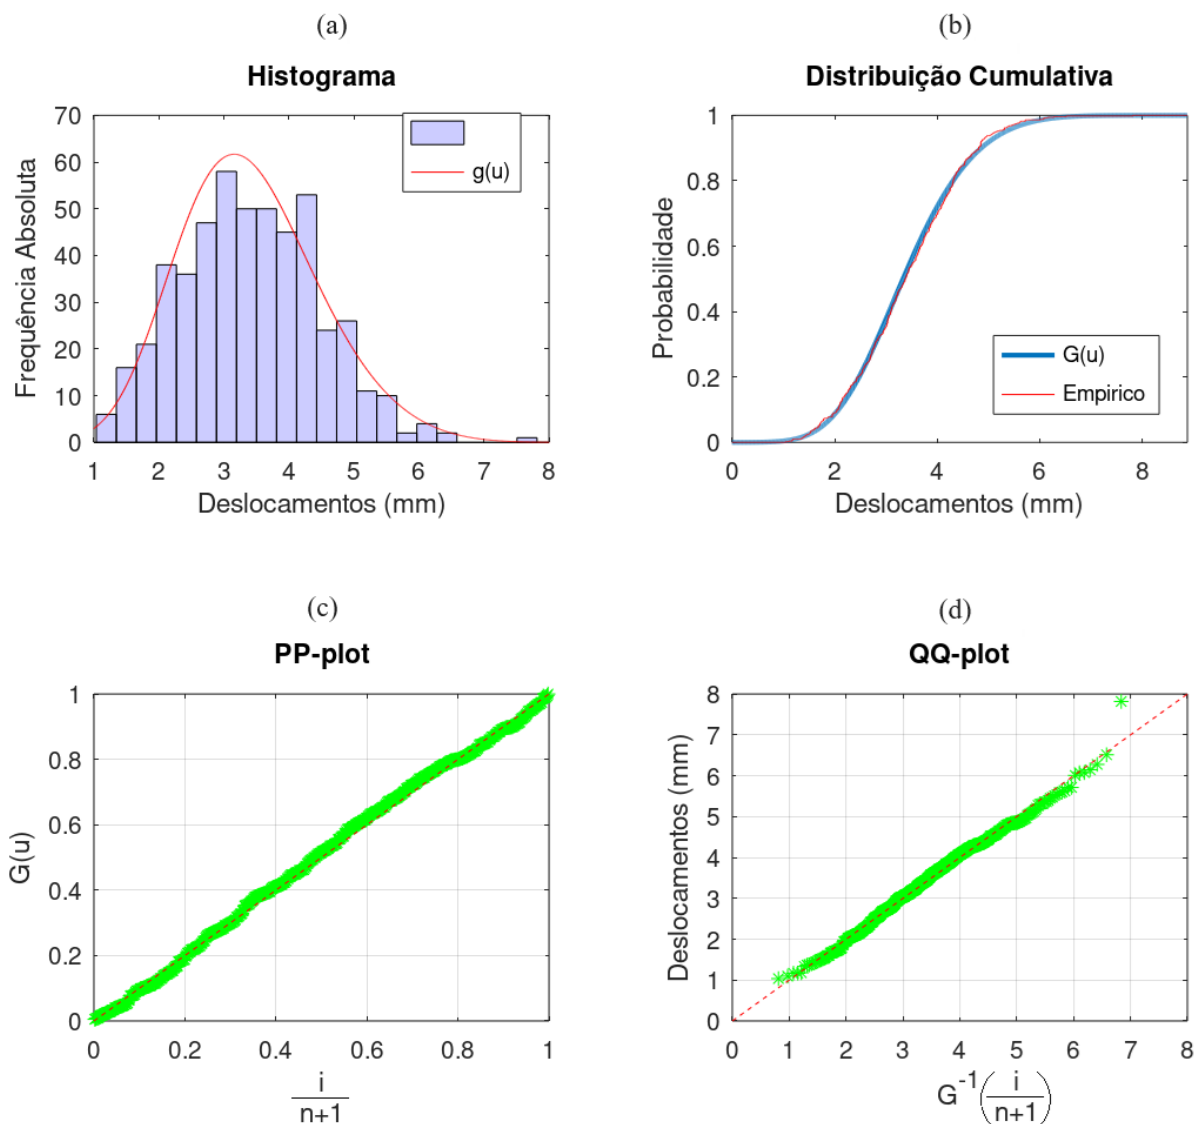 (a)
Histograma
70
60
50
40
30
20
10
0
Frequência Absoluta
g(u)
1 2 3 4 5 6 7 8
Deslocamentos (mm)
(b)
Distribuição Cumulativa
1
0.8
0.6
0.4
0.2
0
Probabilidade
G(u)
Empirico
0 2 4 6 8
Deslocamentos (mm)
(c)
PP-plot
1
0.8
0.6
0.4
0.2
0
G(u)
0 0.2 0.4 0.6 0.8 1
i
n+1
(d)
QQ-plot
8
7
6
5
4
3
2
1
0
Deslocamentos (mm)
0 1 2 3 4 5 6 7 8
G-1(i
n+1)